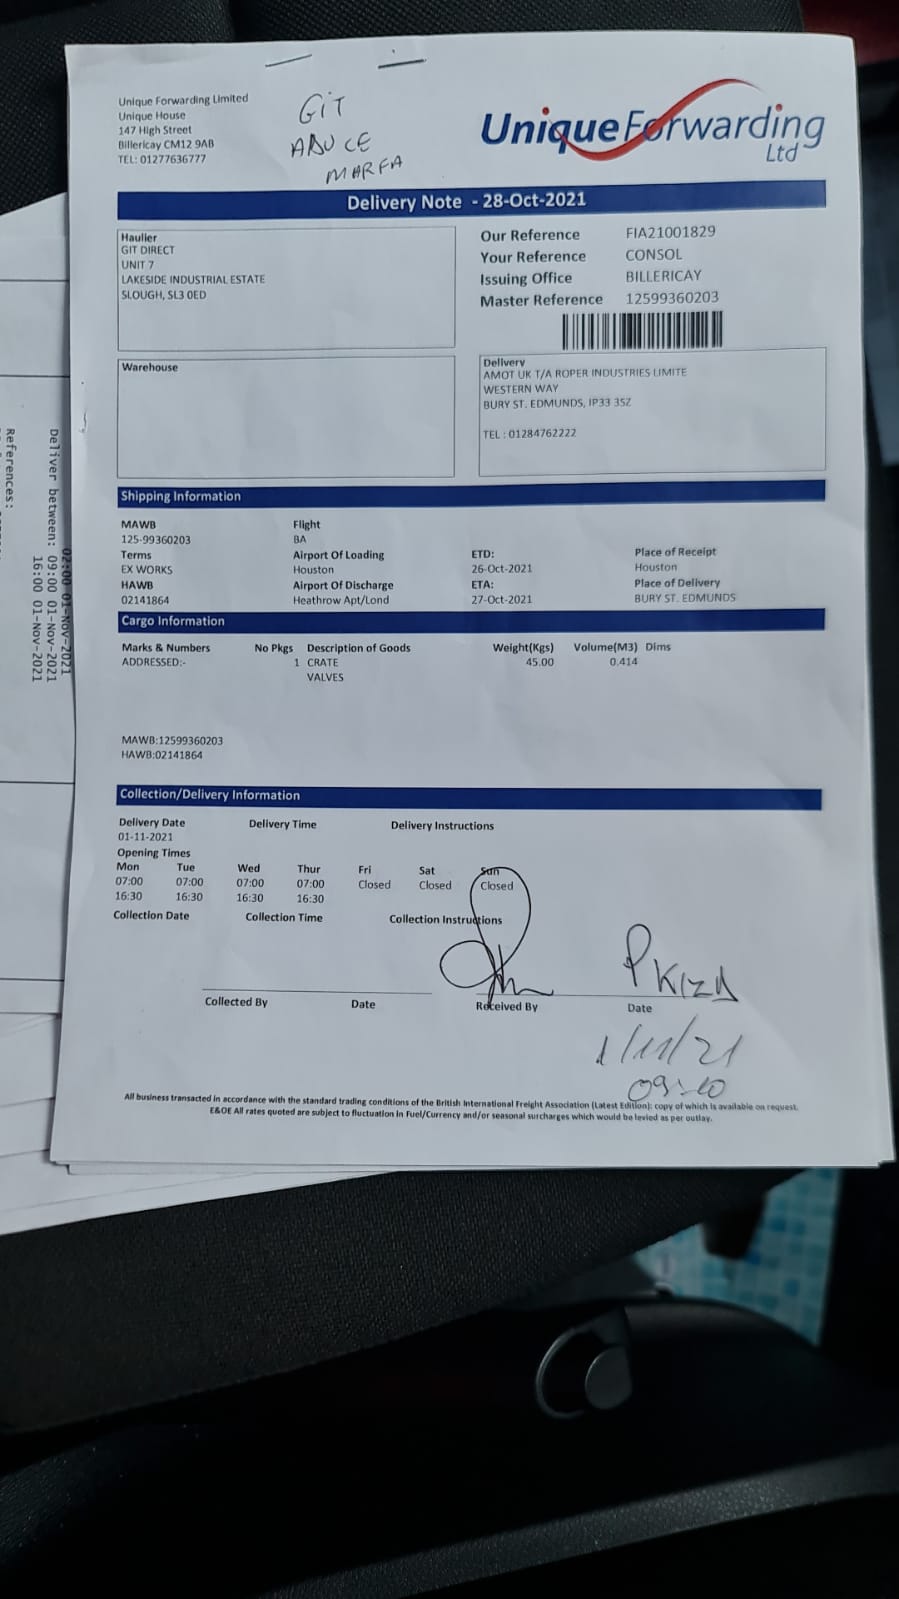 Unique Forwarding Limited
Unique House
147 High Street
Billericay CM12 9AB
TEL: 01277636777
GIT
ADUCE
MARFA
UniqueForwarding
Ltd
Delivery Note - 28-Oct-2021
Haulier
GIT DIRECT
UNIT 7
LAKESIDE INDUSTRIAL ESTATE
SLOUGH, SL3 0ED
Our Reference FIA21001829
Your Reference CONSOL
Issuing Office BILLERICAY
Master Reference 12599360203
Warehouse
Delivery
AMOT UK T/A ROPER INDUSTRIES LIMITE
WESTERN WAY
BURY ST. EDMUNDS, IP33 3SZ
TEL : 01284762222
Shipping Information
MAWB Flight
125-99360203 BA
Terms Airport Of Loading ETD: Place of Receipt
EX WORKS Houston 26-Oct-2021 Houston
HAWB Airport Of Discharge ETA: Place of Delivery
02141864 Heathrow Apt/Lond 27-Oct-2021 BURY ST. EDMUNDS
Cargo Information
Marks & Numbers No Pkgs Description of Goods Weight(Kgs) Volume(M3) Dims
ADDRESSED:- 1 CRATE 45.00 0.414
VALVES
MAWB:12599360203
HAWB:02141864
Collection/Delivery Information
Delivery Date Delivery Time Delivery Instructions
01-11-2021
Opening Times
Mon Tue Wed Thur Fri Sat Sun
07:00 07:00 07:00 07:00 Closed Closed Closed
16:30 16:30 16:30 16:30
Collection Date Collection Time Collection Instructions
Collected By Date Received By Date
1/11/21
09:10
All business transacted in accordance with the standard trading conditions of the British International Freight Association (Latest Edition): copy of which is available on request.
E&OE All rates quoted are subject to fluctuation in Fuel/Currency and/or seasonal surcharges which would be levied as per outlay.
02:00 01-Nov-2021
Deliver between: 09:00 01-Nov-2021
16:00 01-Nov-2021
References: